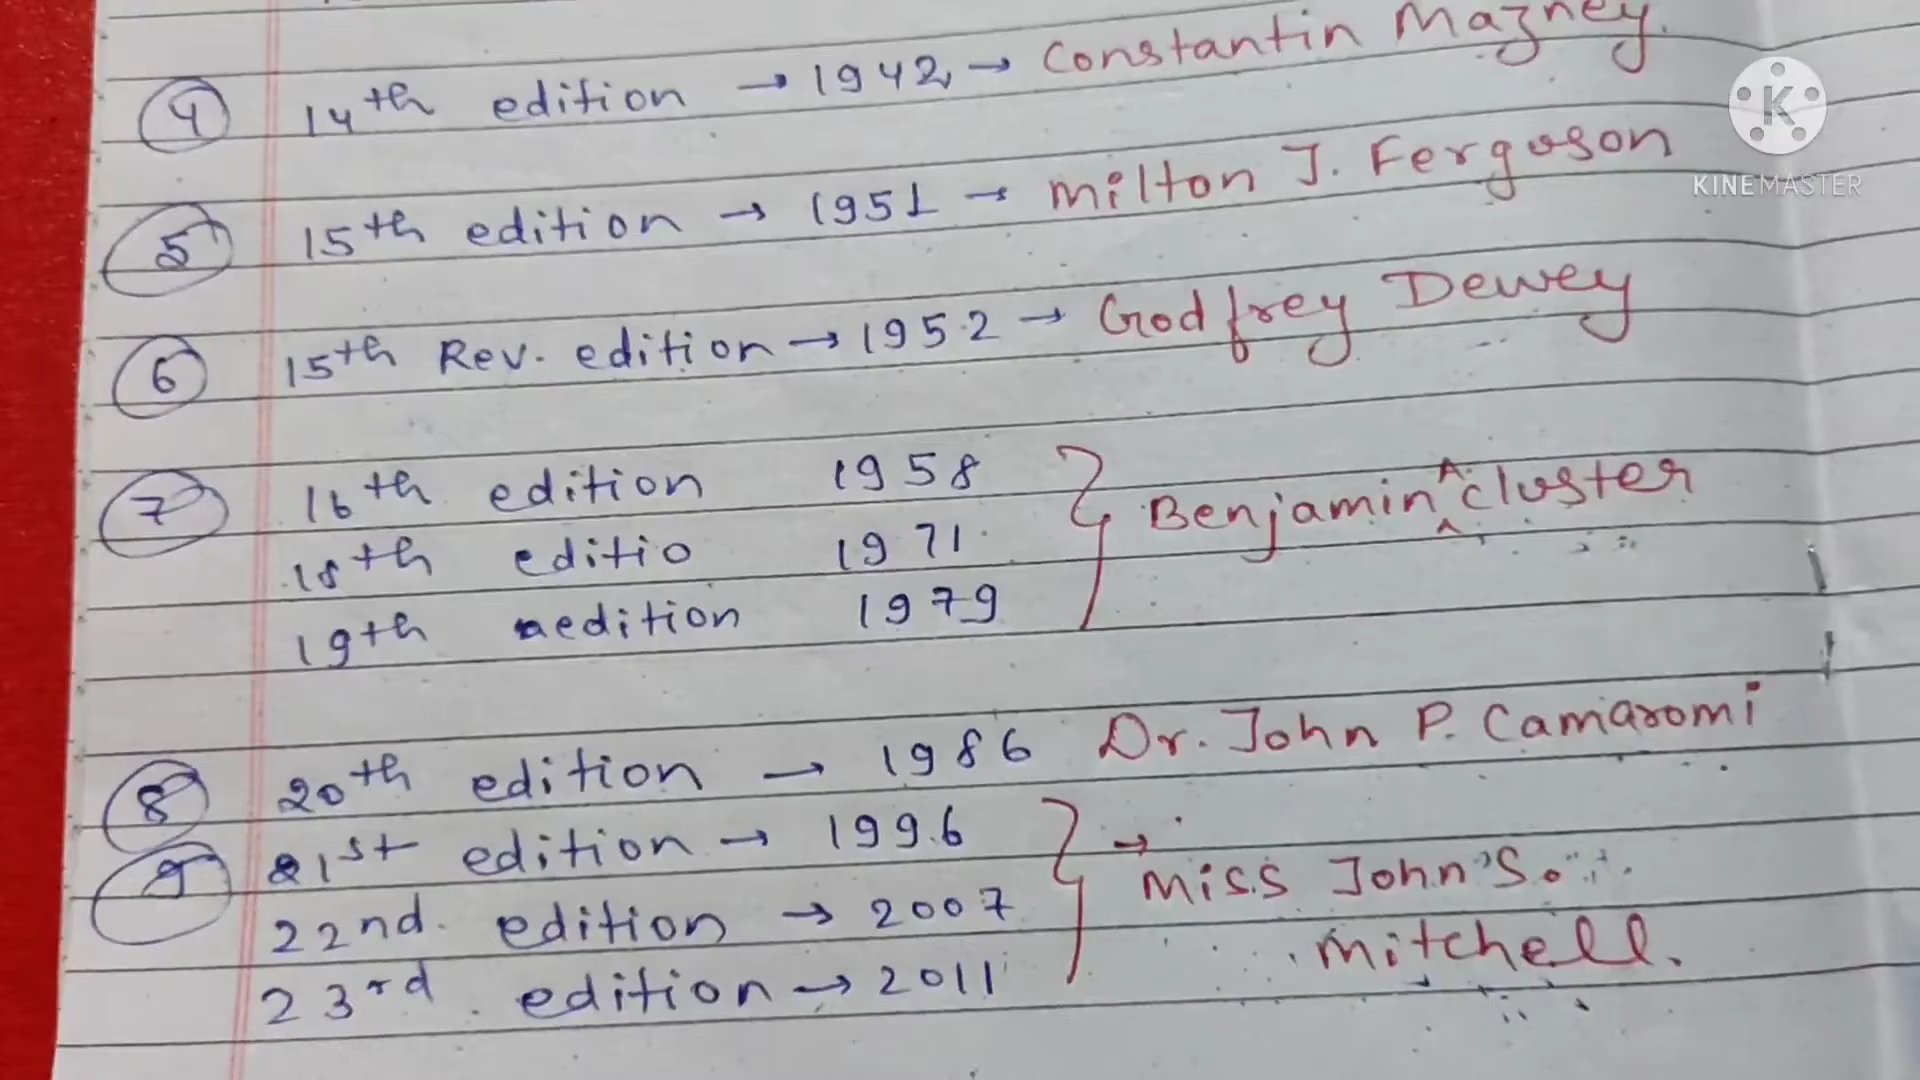 4 14th edition → 1942 → Constantin Mazney.
5 15th edition → 1951 → Milton J. Ferguson
6 15th Rev. edition → 1952 → Godfrey Dewey
7 16th edition 1958
18th editio 1971
19th aedition 1979
Benjamin A cluster
8 20th edition → 1986 Dr. John P. Camaromi
9 21st edition → 1996
22nd. edition → 2007
23rd edition → 2011
→ Miss John's.
Mitchell.
K
KINEMASTER